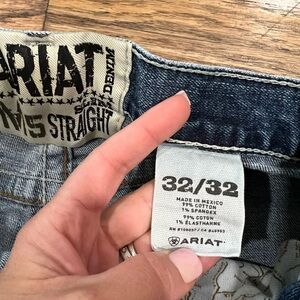 ARIAT
DENIM
M5 STRAIGHT
32/32
MADE IN MEXICO
99% COTTON
1% SPANDEX
99% COTON
1% ELASTHANNE
ARIAT